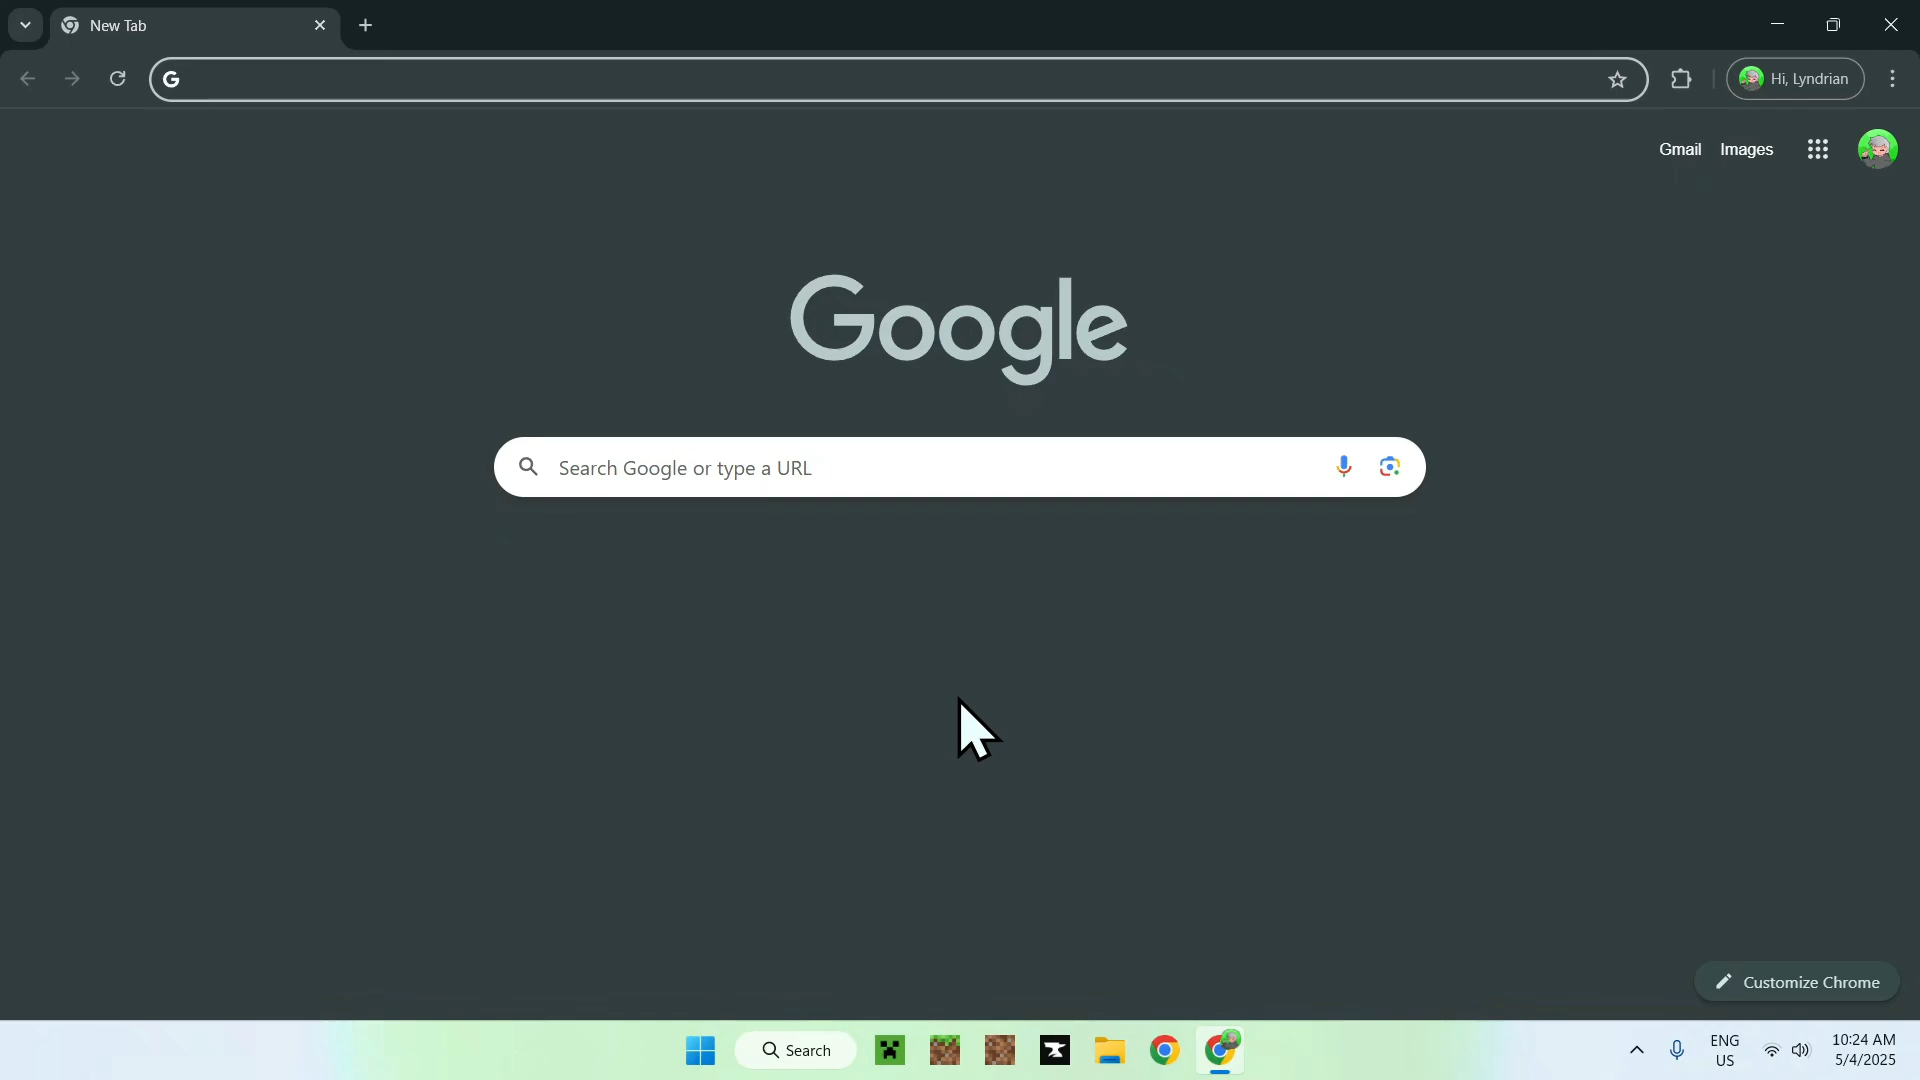 New Tab
Hi, Lyndrian
Gmail Images
Google
Search Google or type a URL
Customize Chrome
Search
ENG
US
10:24 AM
5/4/2025